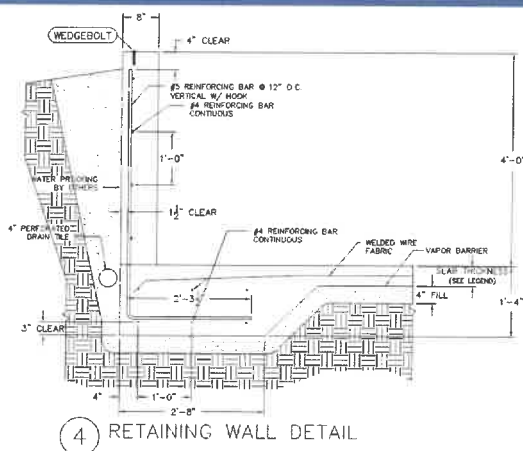 8"
WEDGEBOLT
4" CLEAR
#5 REINFORCING BAR @ 12" O.C.
VERTICAL W/ HOOK
#4 REINFORCING BAR
CONTIUOUS
4'-0"
1'-0"
WATER PROOFING
BY OTHERS
1½" CLEAR
4" PERFORATED
DRAIN TILE
#4 REINFORCING BAR
CONTINUOUS
WELDED WIRE
FABRIC
VAPOR BARRIER
SLAB THICKNESS
(SEE LEGEND)
2'-3"
4" FILL
1'-4"
3" CLEAR
4"
1'-0"
2'-8"
4 RETAINING WALL DETAIL